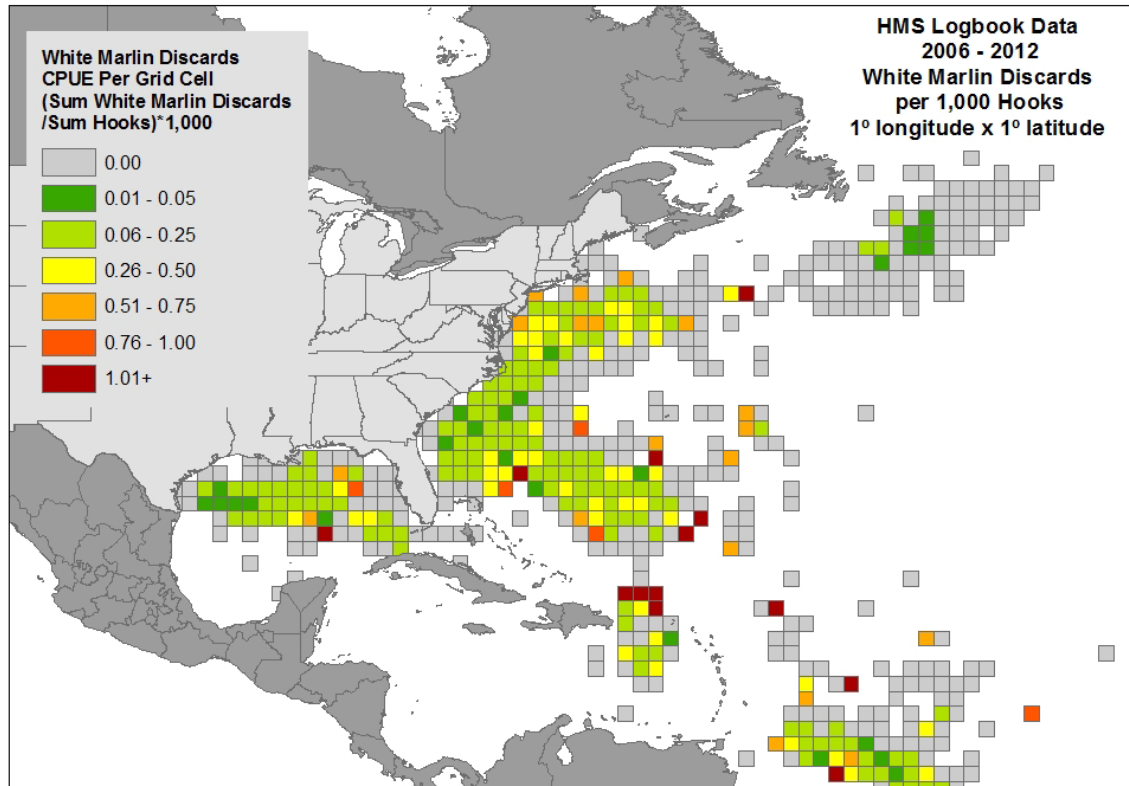 White Marlin Discards
CPUE Per Grid Cell
(Sum White Marlin Discards
/Sum Hooks)*1,000
0.00
0.01 - 0.05
0.06 - 0.25
0.26 - 0.50
0.51 - 0.75
0.76 - 1.00
1.01+
HMS Logbook Data
2006 - 2012
White Marlin Discards
per 1,000 Hooks
1º longitude x 1º latitude